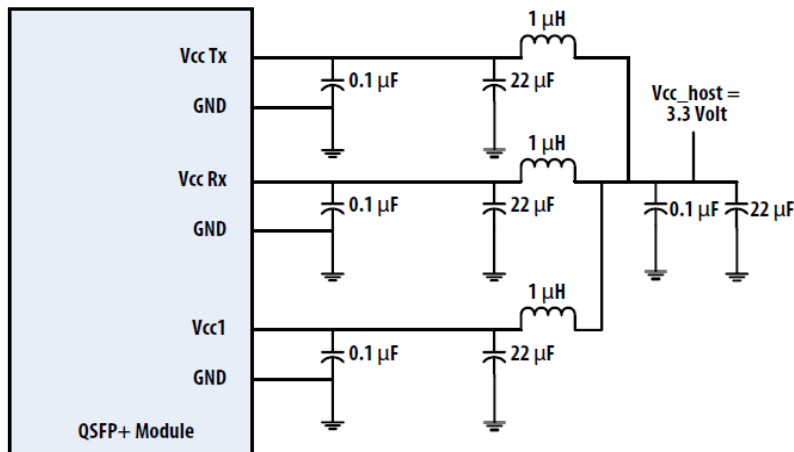 1 µH
Vcc Tx
0.1 µF
22 µF
GND
Vcc_host =
3.3 Volt
1 µH
Vcc Rx
0.1 µF
22 µF
0.1 µF
22 µF
GND
1 µH
Vcc1
0.1 µF
22 µF
GND
QSFP+ Module